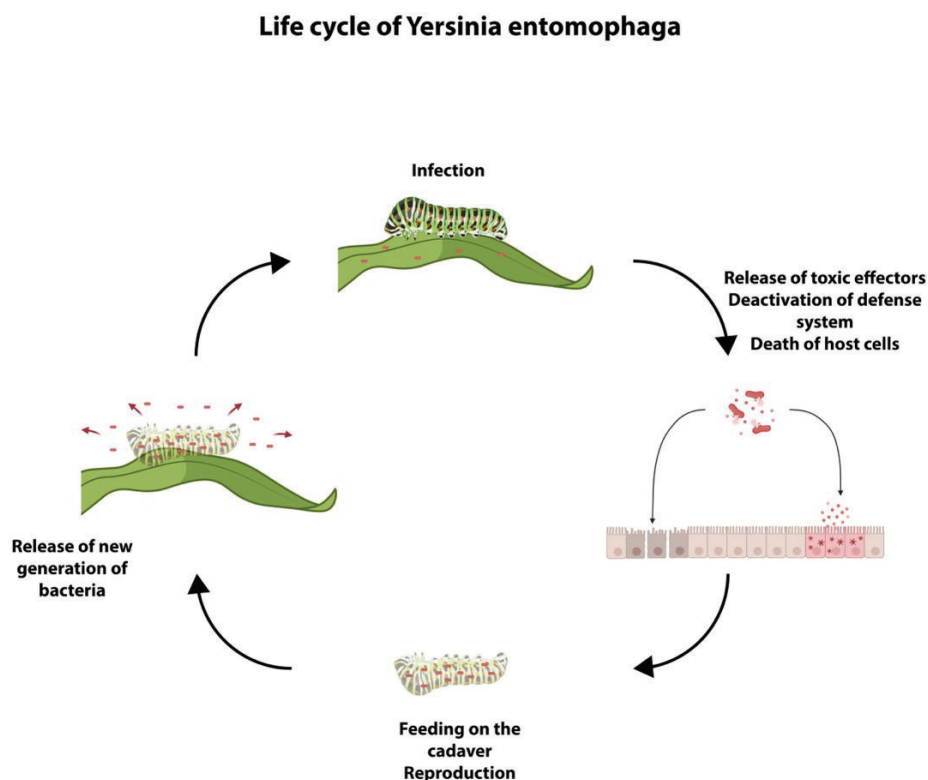 Life cycle of Yersinia entomophaga
Infection
Release of toxic effectors
Deactivation of defense
system
Death of host cells
Release of new
generation of
bacteria
Feeding on the
cadaver
Reproduction